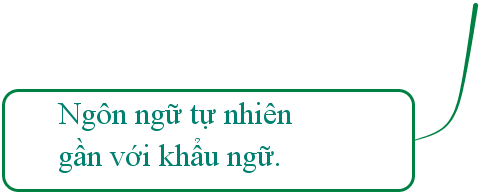 Ngôn ngữ tự nhiên
gần với khẩu ngữ.